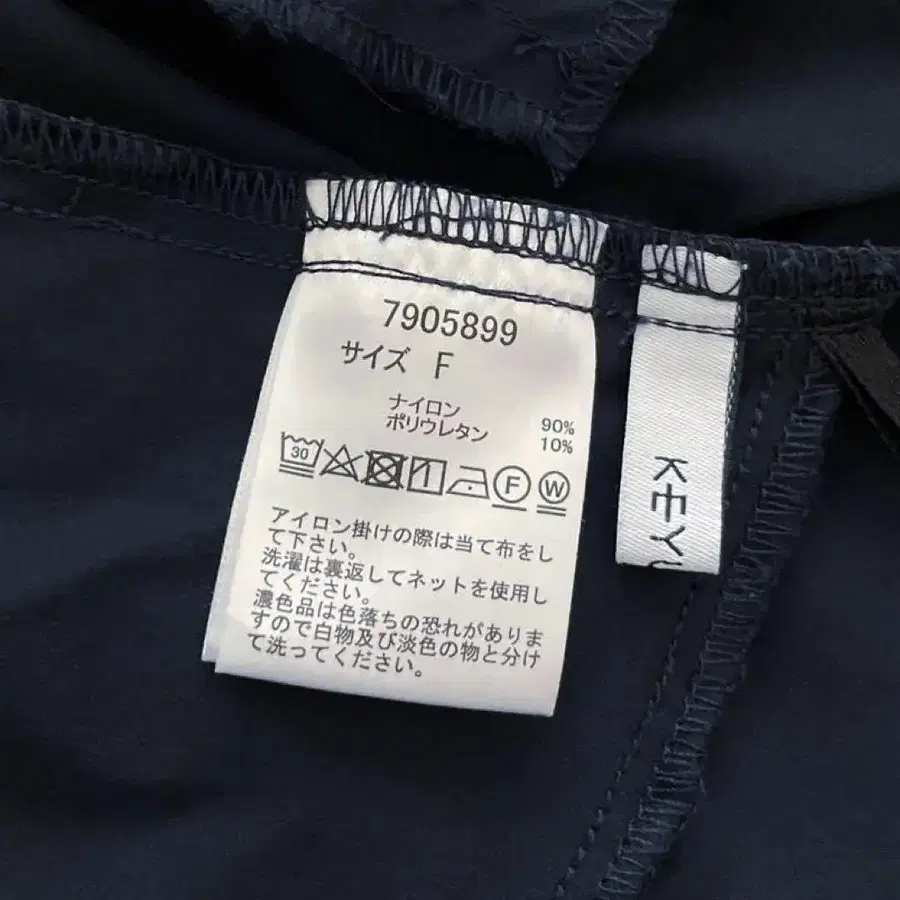 7905899
サイズ F
ナイロン 90%
ポリウレタン 10%
30 F W
アイロン掛けの際は当て布をし
て下さい。
洗濯は裏返してネットを使用し
てください。
濃色品は色落ちの恐れがありま
すので白物及び淡色の物と分け
て洗ってください。
KEY